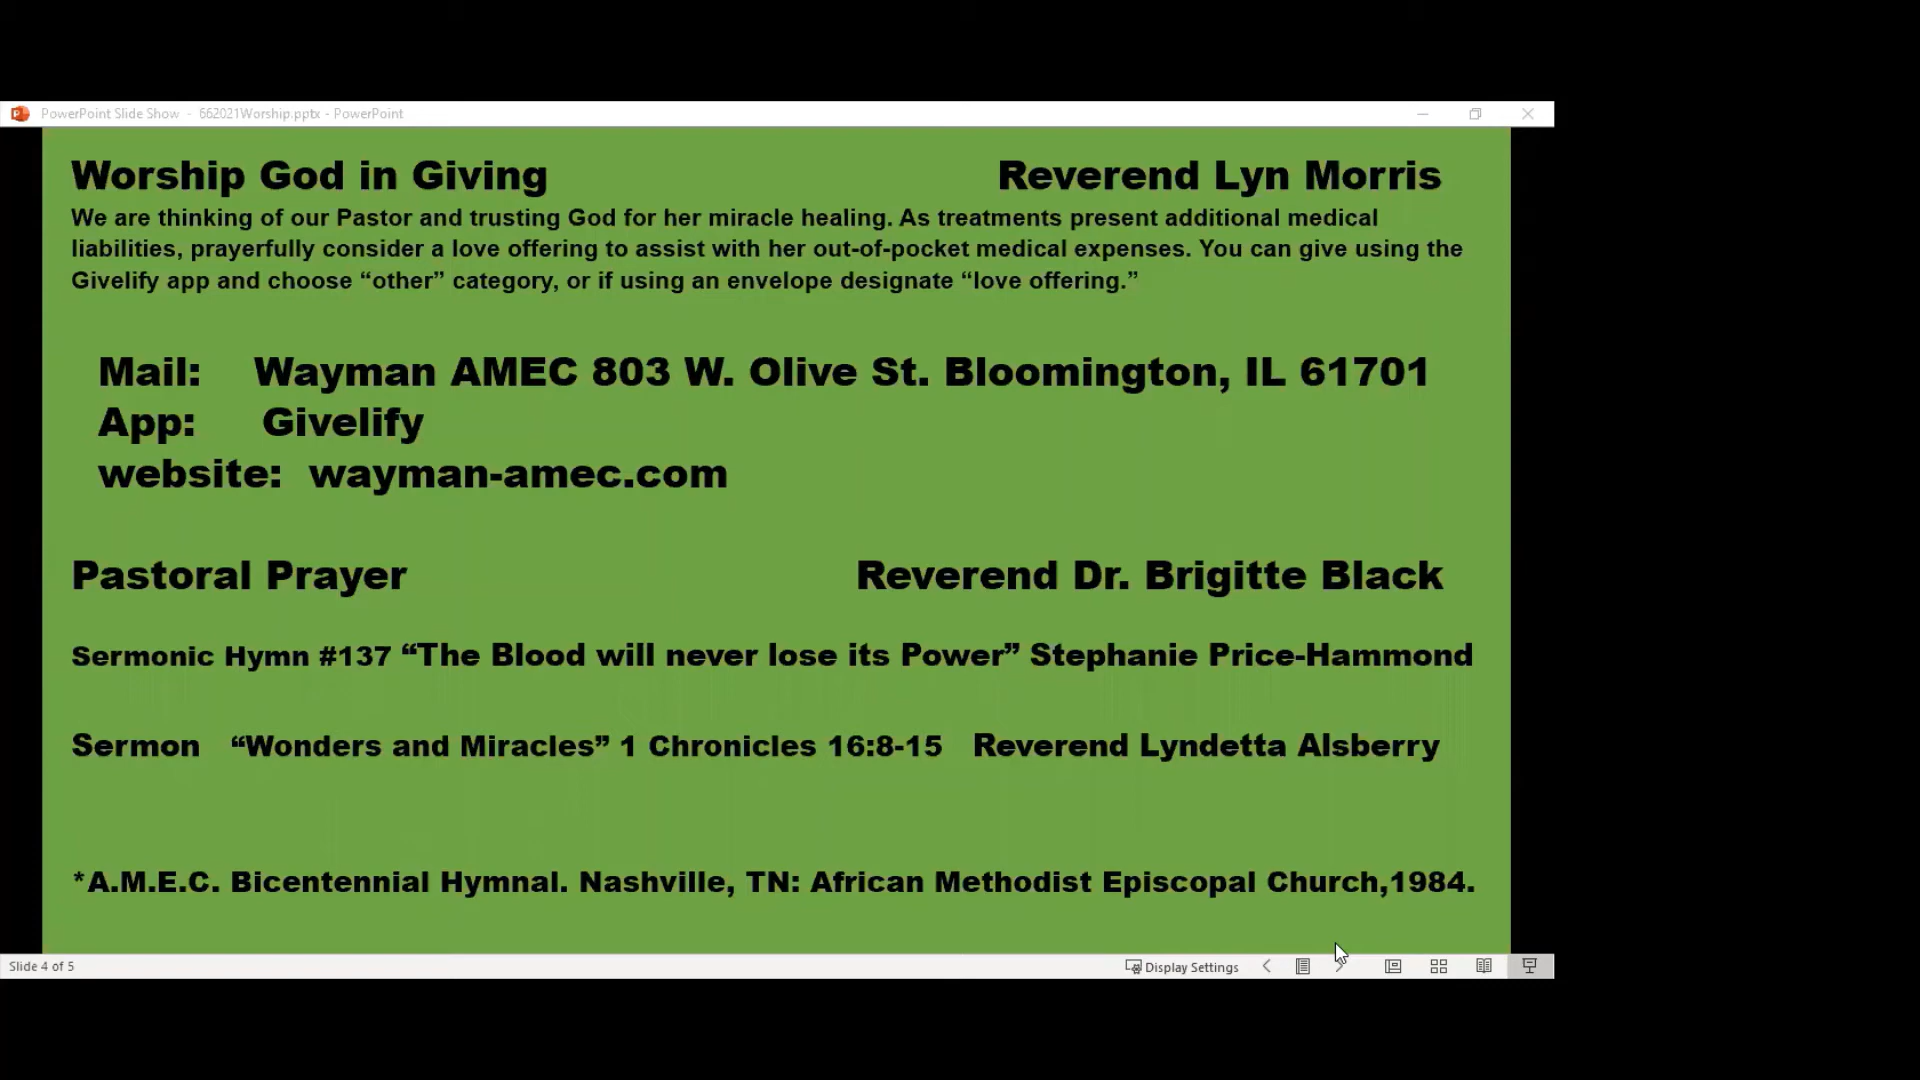 PowerPoint Slide Show - 662021Worship.pptx - PowerPoint
Worship God in Giving Reverend Lyn Morris
We are thinking of our Pastor and trusting God for her miracle healing. As treatments present additional medical
liabilities, prayerfully consider a love offering to assist with her out-of-pocket medical expenses. You can give using the
Givelify app and choose “other” category, or if using an envelope designate “love offering.”
Mail: Wayman AMEC 803 W. Olive St. Bloomington, IL 61701
App: Givelify
website: wayman-amec.com
Pastoral Prayer Reverend Dr. Brigitte Black
Sermonic Hymn #137 “The Blood will never lose its Power” Stephanie Price-Hammond
Sermon “Wonders and Miracles” 1 Chronicles 16:8-15 Reverend Lyndetta Alsberry
*A.M.E.C. Bicentennial Hymnal. Nashville, TN: African Methodist Episcopal Church,1984.
Slide 4 of 5 Display Settings